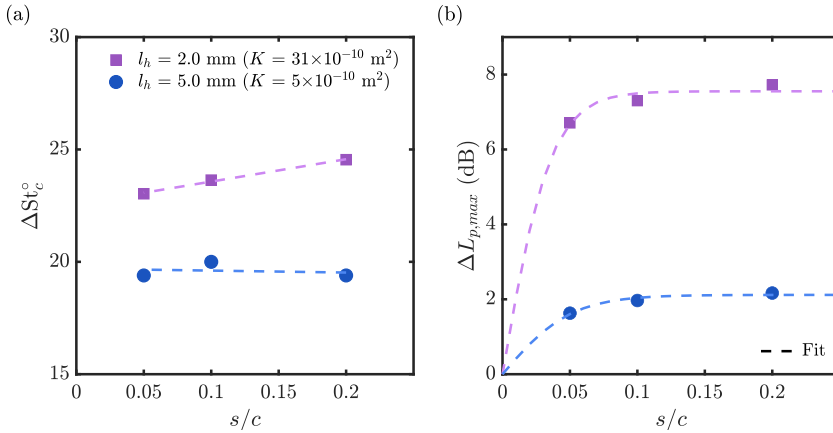 (a)
30
25
20
15
ΔSt°c
l_h = 2.0 mm (K = 31×10⁻¹⁰ m²)
l_h = 5.0 mm (K = 5×10⁻¹⁰ m²)
0 0.05 0.1 0.15 0.2
s/c
(b)
8
6
4
2
0
ΔL_{p,max} (dB)
Fit
0 0.05 0.1 0.15 0.2
s/c